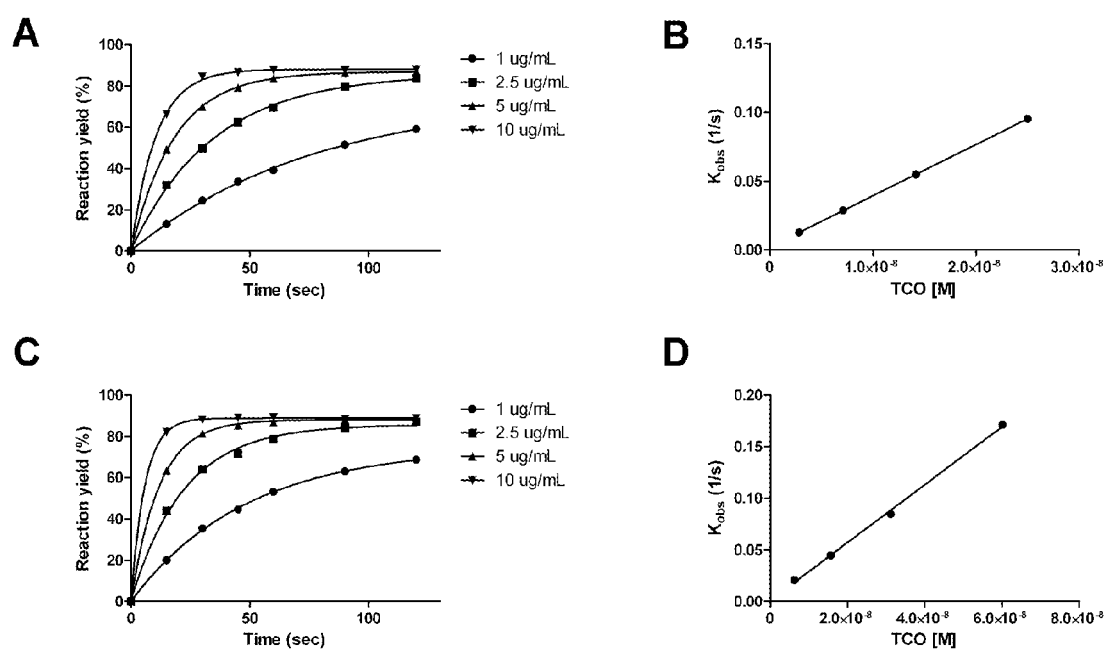 A
100
80
60
40
20
0
Reaction yield (%)
0 50 100
Time (sec)
1 ug/mL
2.5 ug/mL
5 ug/mL
10 ug/mL
B
0.15
0.10
0.05
0.00
K_obs (1/s)
0 1.0×10⁻⁸ 2.0×10⁻⁸ 3.0×10⁻⁸
TCO [M]
C
100
80
60
40
20
0
Reaction yield (%)
0 50 100
Time (sec)
1 ug/mL
2.5 ug/mL
5 ug/mL
10 ug/mL
D
0.20
0.15
0.10
0.05
0.00
K_obs (1/s)
0 2.0×10⁻⁸ 4.0×10⁻⁸ 6.0×10⁻⁸ 8.0×10⁻⁸
TCO [M]